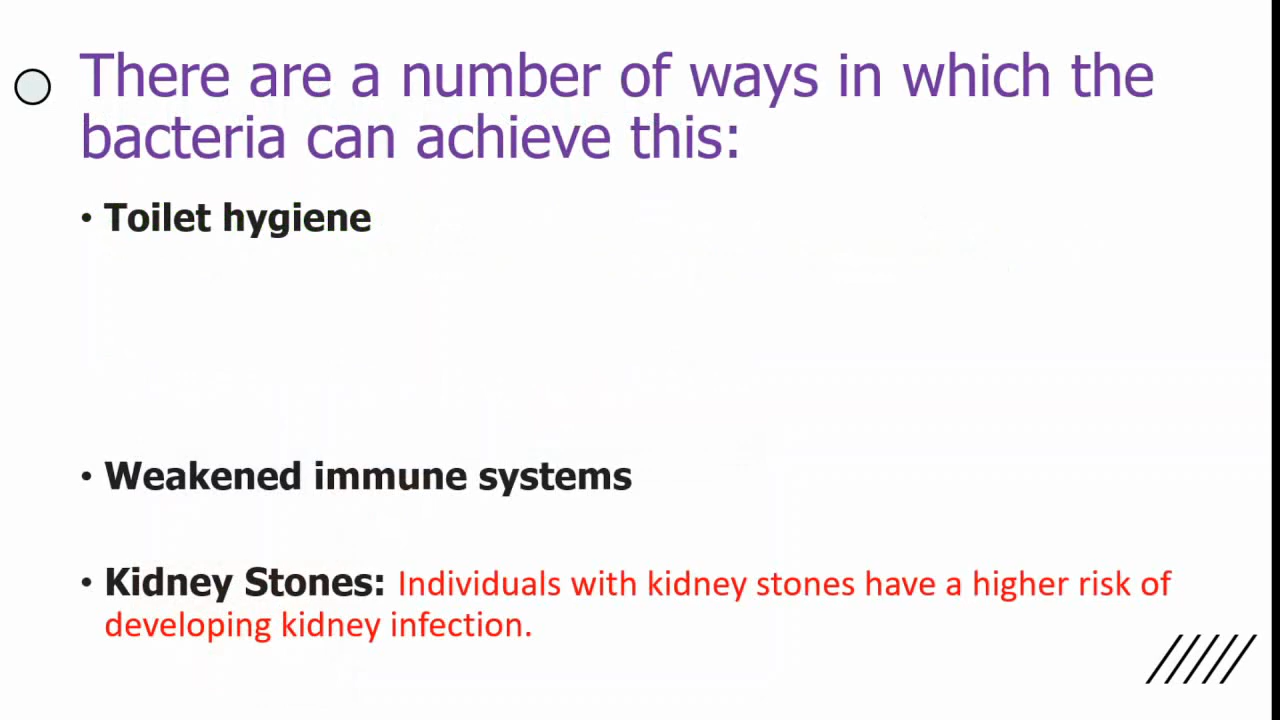 There are a number of ways in which the
bacteria can achieve this:
• Toilet hygiene
• Weakened immune systems
• Kidney Stones: Individuals with kidney stones have a higher risk of
developing kidney infection.